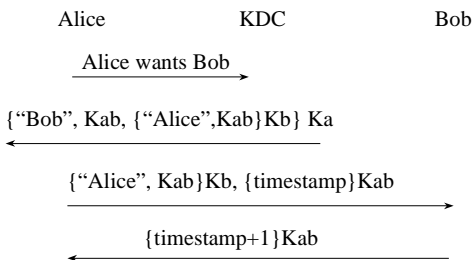 Alice KDC Bob
Alice wants Bob
{“Bob”, Kab, {“Alice”,Kab}Kb} Ka
{“Alice”, Kab}Kb, {timestamp}Kab
{timestamp+1}Kab